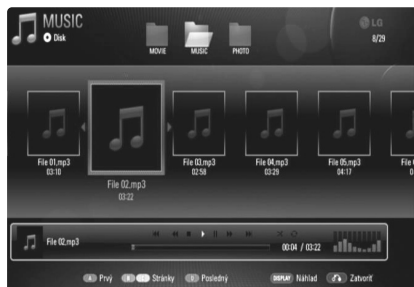 MUSIC
Disk
MOVIE
MUSIC
PHOTO
LG
8/29
File 01.mp3
03:10
File 02.mp3
03:22
File 03.mp3
02:58
File 04.mp3
03:29
File 05.mp3
04:17
File 02.mp3
00:04 / 03:22
A Prvý B C Stránky D Posledný DISPLAY Náhlad Zatvoriť